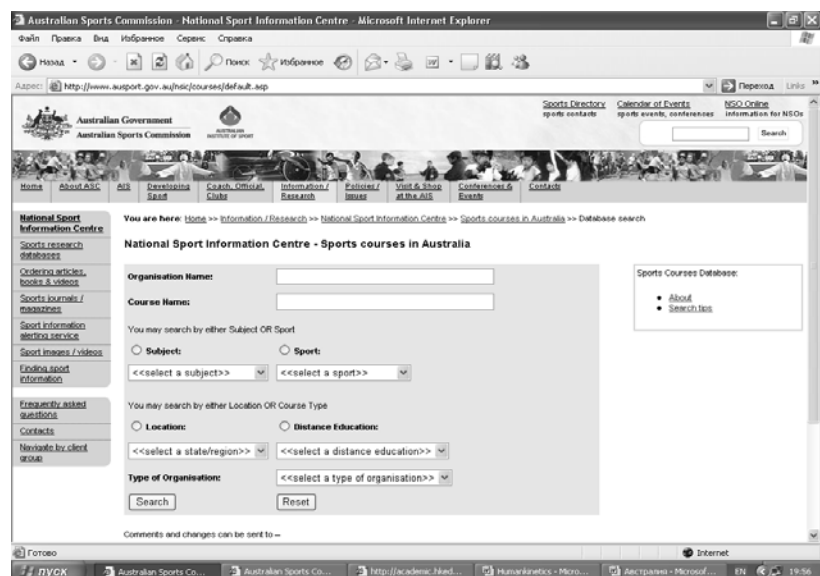 Australian Sports Commission - National Sport Information Centre - Microsoft Internet Explorer
Файл Правка Вид Избранное Сервис Справка
Назад Поиск Избранное
Адрес: http://www.ausport.gov.au/nsic/courses/default.asp Переход Links
Sports Directory Calendar of Events NSO Online
sports contacts sports events, conferences information for NSOs
Australian Government
Australian Sports Commission
AUSTRALIAN
INSTITUTE OF SPORT
Search
Home About ASC AIS Developing Sport Coach, Official, Clubs Information / Research Policies / Issues Visit & Shop at the AIS Conferences & Events Contacts
National Sport
Information Centre
Sports research
databases
Ordering articles,
books & videos
Sports journals /
magazines
Sport information
alerting service
Sport images / videos
Finding sport
information
Frequently asked
questions
Contacts
Navigate by client
group
You are here: Home >> Information / Research >> National Sport Information Centre >> Sports courses in Australia >> Database search
National Sport Information Centre - Sports courses in Australia
Organisation Name:
Course Name:
You may search by either Subject OR Sport
Subject: Sport:
<<select a subject>> <<select a sport>>
You may search by either Location OR Course Type
Location: Distance Education:
<<select a state/region>> <<select a distance education>>
Type of Organisation: <<select a type of organisation>>
Search Reset
Comments and changes can be sent to --
Sports Courses Database:
About
Search tips
Готово Internet
пуск Australian Sports Co... Australian Sports Co... http://academic.hked... Humankinetics - Micro... Австралия - Microsof... EN 19:56